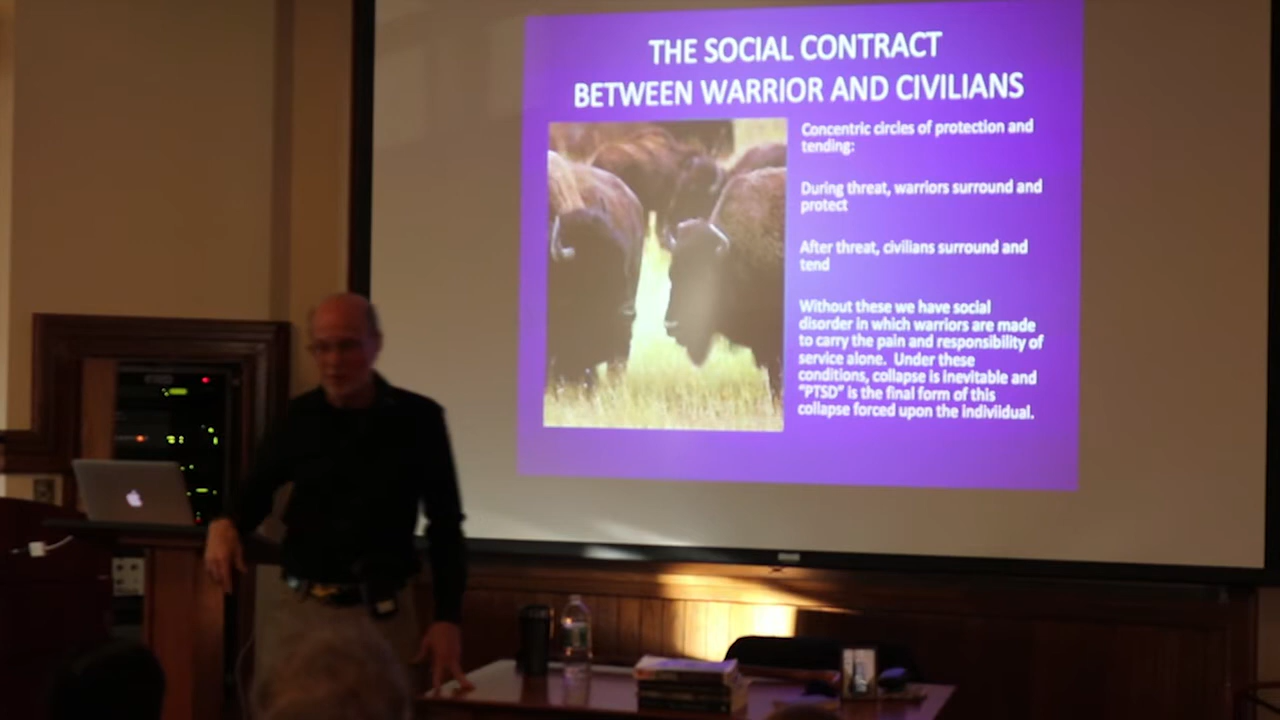 THE SOCIAL CONTRACT
BETWEEN WARRIOR AND CIVILIANS
Concentric circles of protection and
tending:
During threat, warriors surround and
protect
After threat, civilians surround and
tend
Without these we have social
disorder in which warriors are made
to carry the pain and responsibility of
service alone. Under these
conditions, collapse is inevitable and
“PTSD” is the final form of this
collapse forced upon the indiviidual.